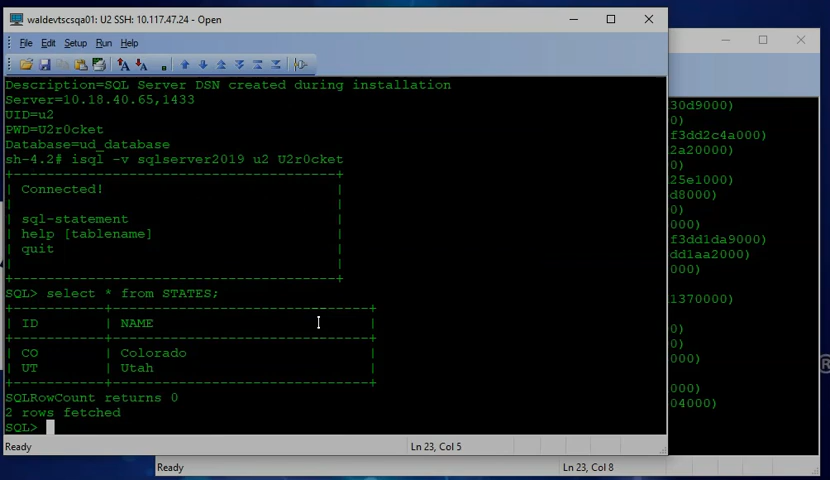 waldevtscsqa01: U2 SSH: 10.117.47.24 - Open
File Edit Setup Run Help
Description=SQL Server DSN created during installation
Server=10.18.40.65,1433
UID=u2
PWD=U2r0cket
Database=ud_database
sh-4.2# isql -v sqlserver2019 u2 U2r0cket
+---------------------------------------+
| Connected!                            |
|                                       |
| sql-statement                         |
| help [tablename]                      |
| quit                                  |
|                                       |
+---------------------------------------+
SQL> select * from STATES;
+-----------+-------------------------------+
| ID        | NAME                          |
+-----------+-------------------------------+
| CO        | Colorado                      |
| UT        | Utah                          |
+-----------+-------------------------------+
SQLRowCount returns 0
2 rows fetched
SQL>
Ready Ln 23, Col 5
30d9000)
0)
f3dd2c4a000)
2a20000)
0)
25e1000)
d8000)
0)
000)
f3dd1da9000)
dd1aa2000)
000)
1370000)
0)
0)
000)
000)
04000)
Ready Ln 23, Col 8
®